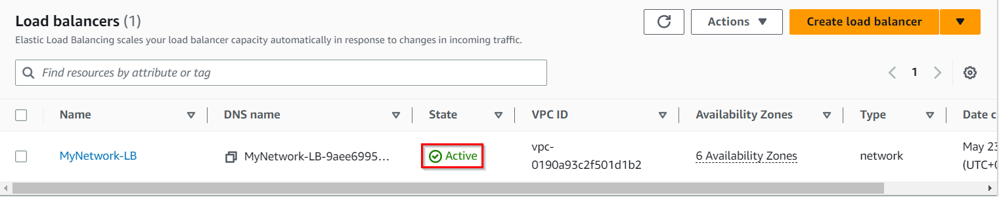 Load balancers (1)
Actions
Create load balancer
Elastic Load Balancing scales your load balancer capacity automatically in response to changes in incoming traffic.
Find resources by attribute or tag
1
Name
DNS name
State
VPC ID
Availability Zones
Type
Date c
MyNetwork-LB
MyNetwork-LB-9aee6995...
Active
vpc-
0190a93c2f501d1b2
6 Availability Zones
network
May 23
(UTC+0